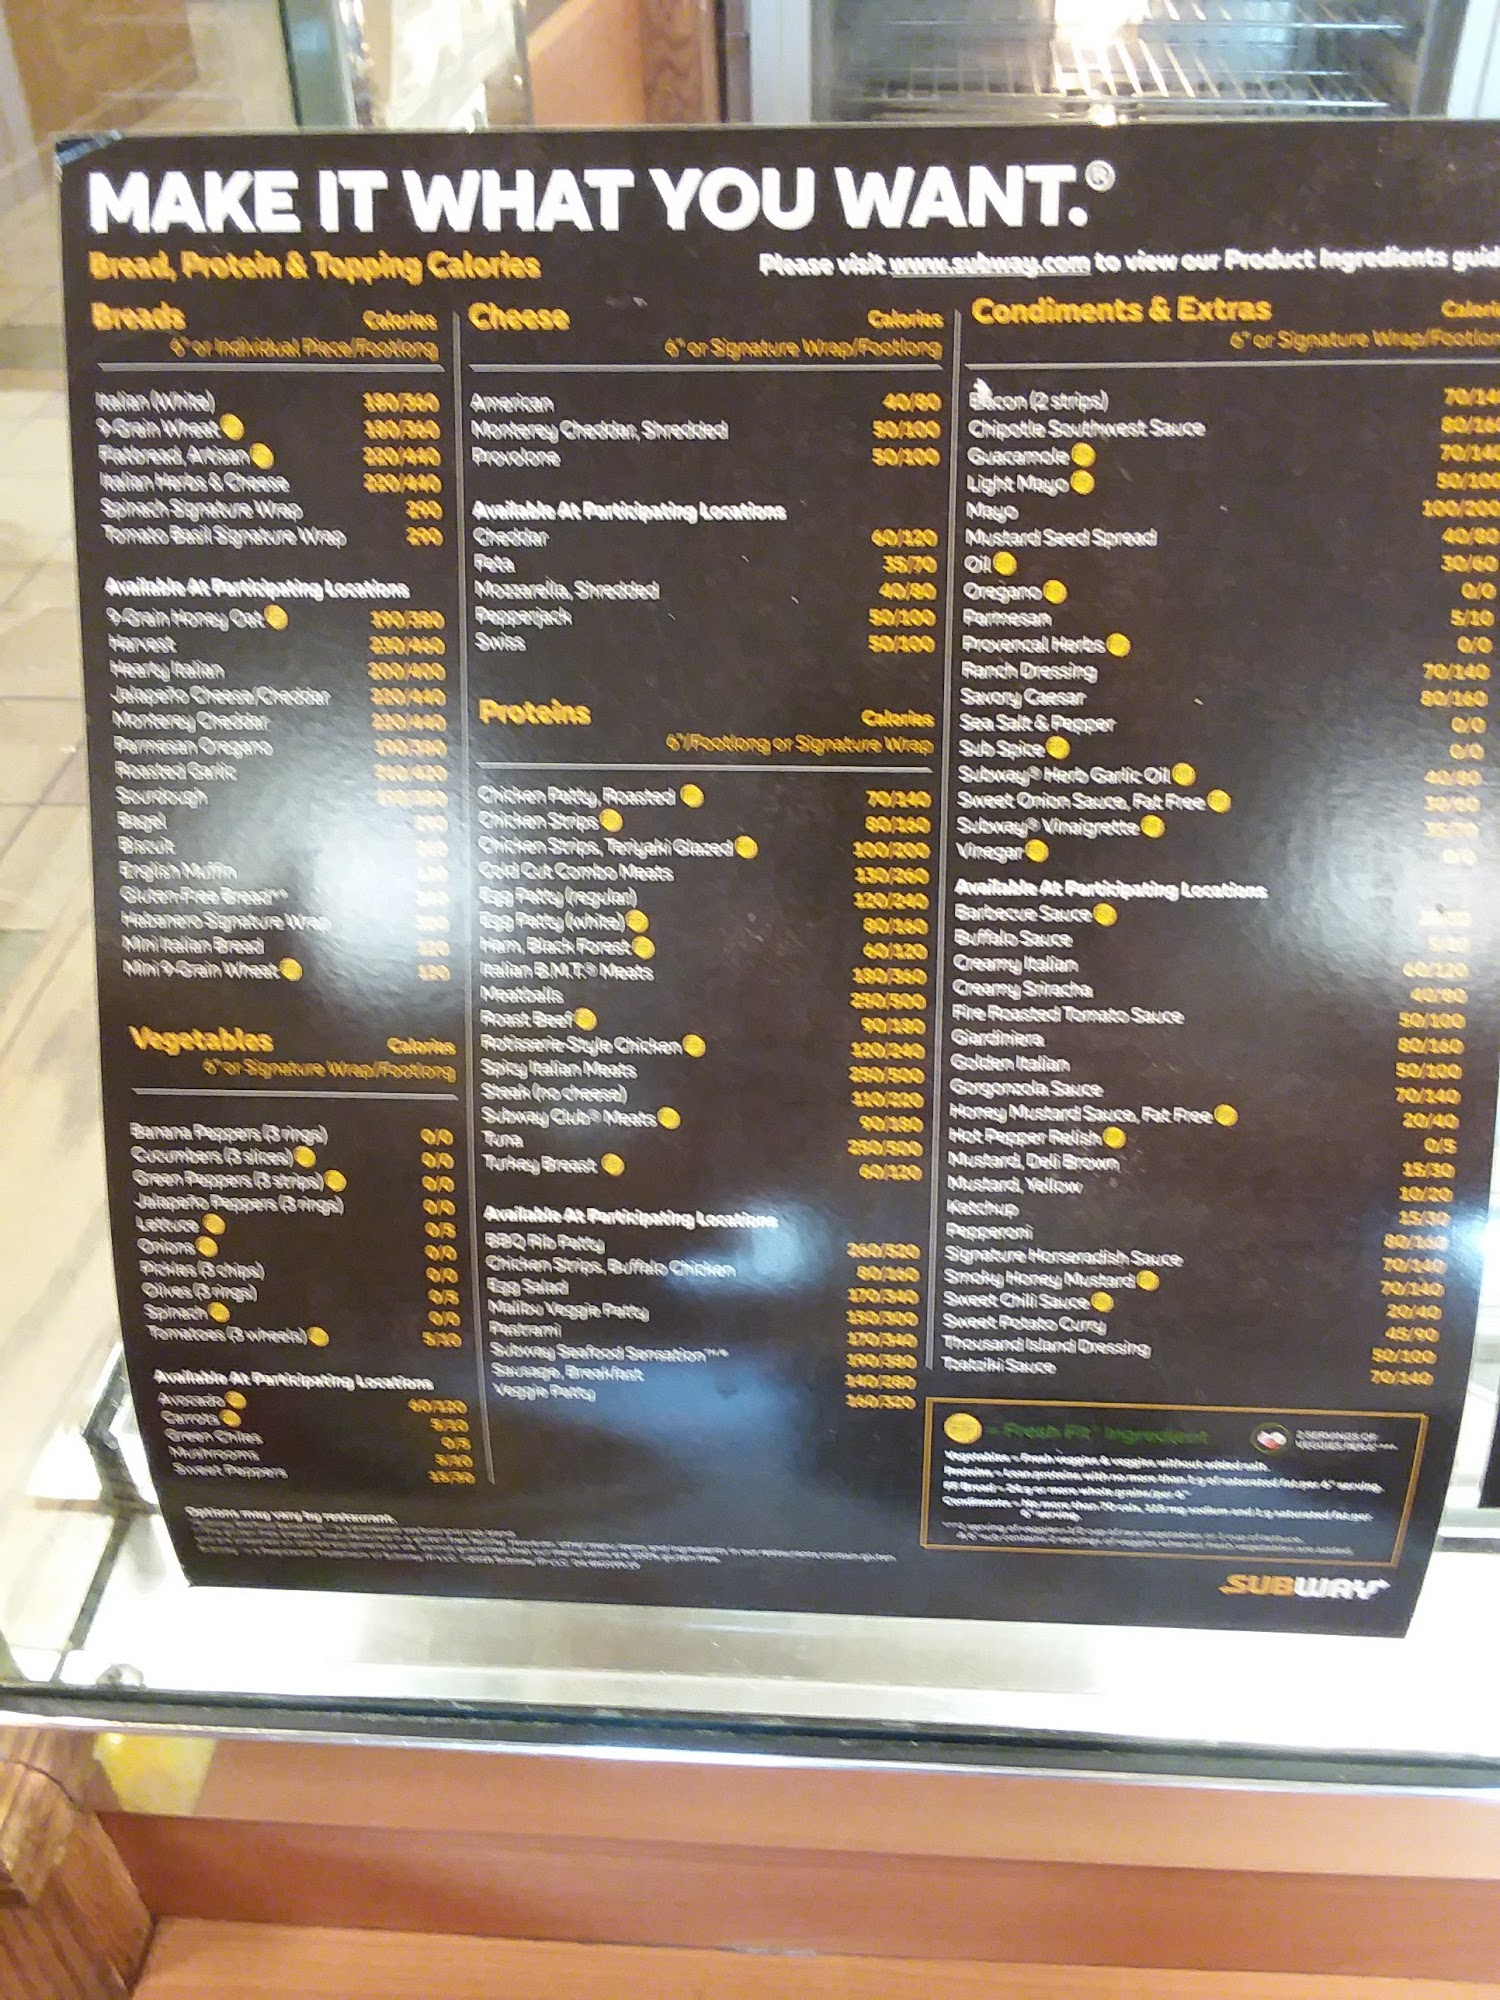 MAKE IT WHAT YOU WANT.®
Bread, Protein & Topping Calories
Please visit www.subway.com to view our Product Ingredients guid
Breads Calories
6" or Individual Piece/Footlong
Italian (White) 180/360
9-Grain Wheat 180/360
Flatbread, Artisan 220/440
Italian Herbs & Cheese 220/440
Spinach Signature Wrap 290
Tomato Basil Signature Wrap 290
Available At Participating Locations
9-Grain Honey Oat 190/380
Harvest 230/460
Hearty Italian 200/400
Jalapeño Cheese/Cheddar 220/440
Monterey Cheddar 220/440
Parmesan Oregano 190/380
Roasted Garlic 210/420
Sourdough
Bagel
Biscuit
English Muffin
Gluten-Free Bread**
Habanero Signature Wrap
Mini Italian Bread 120
Mini 9-Grain Wheat 120
Vegetables Calories
6" or Signature Wrap/Footlong
Banana Peppers (3 rings) 0/0
Cucumbers (3 slices) 0/0
Green Peppers (3 strips) 0/0
Jalapeño Peppers (3 rings) 0/0
Lettuce 0/5
Onions 0/0
Pickles (3 chips) 0/0
Olives (3 rings) 0/5
Spinach 0/0
Tomatoes (3 wheels) 5/10
Available At Participating Locations
Avocado 60/120
Carrots 5/10
Green Chiles 0/5
Mushrooms 5/10
Sweet Peppers 15/30
Options may vary by restaurant.
Cheese Calories
6" or Signature Wrap/Footlong
American 40/80
Monterey Cheddar, Shredded 50/100
Provolone 50/100
Available At Participating Locations
Cheddar 60/120
Feta 35/70
Mozzarella, Shredded 40/80
Pepperjack 50/100
Swiss 50/100
Proteins Calories
6"/Footlong or Signature Wrap
Chicken Patty, Roasted 70/140
Chicken Strips 80/160
Chicken Strips, Teriyaki Glazed 100/200
Cold Cut Combo Meats 130/260
Egg Patty (regular) 120/240
Egg Patty (white) 80/160
Ham, Black Forest 60/120
Italian B.M.T.® Meats 180/360
Meatballs 250/500
Roast Beef 90/180
Rotisserie-Style Chicken 120/240
Spicy Italian Meats 250/500
Steak (no cheese) 110/220
Subway Club® Meats 90/180
Tuna 250/500
Turkey Breast 60/120
Available At Participating Locations
BBQ Rib Patty 260/520
Chicken Strips, Buffalo Chicken 80/160
Egg Salad 170/340
Malibu Veggie Patty 150/300
Pastrami 170/340
Subway Seafood Sensation™* 190/380
Sausage, Breakfast 140/280
Veggie Patty 160/320
Condiments & Extras Calori
6" or Signature Wrap/Footlon
Bacon (2 strips) 70/14
Chipotle Southwest Sauce 80/16
Guacamole 70/140
Light Mayo 50/100
Mayo 100/200
Mustard Seed Spread 40/80
Oil 30/60
Oregano 0/0
Parmesan 5/10
Provencal Herbs 0/0
Ranch Dressing 70/140
Savory Caesar 80/160
Sea Salt & Pepper 0/0
Sub Spice 0/0
Subway® Herb Garlic Oil 40/80
Sweet Onion Sauce, Fat Free 30/60
Subway® Vinaigrette 35/70
Vinegar 0/0
Available At Participating Locations
Barbecue Sauce
Buffalo Sauce 5/10
Creamy Italian 60/120
Creamy Sriracha 40/80
Fire Roasted Tomato Sauce 50/100
Giardiniera 80/160
Golden Italian 50/100
Gorgonzola Sauce 70/140
Honey Mustard Sauce, Fat Free 20/40
Hot Pepper Relish 0/5
Mustard, Deli Brown 15/30
Mustard, Yellow 10/20
Ketchup 15/30
Pepperoni 80/160
Signature Horseradish Sauce 70/140
Smoky Honey Mustard 70/140
Sweet Chili Sauce 20/40
Sweet Potato Curry 45/90
Thousand Island Dressing 50/100
Tzatziki Sauce 70/140
= Fresh Fit® Ingredient
Vegetables – Fresh veggies & veggies without added salt.
SUBWAY